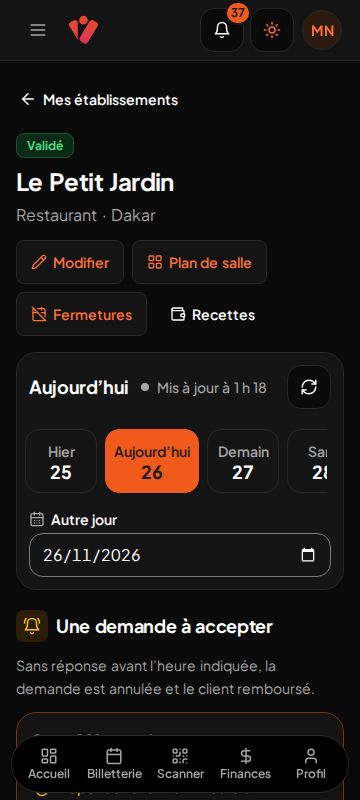 37
MN
Mes établissements
Validé
Le Petit Jardin
Restaurant · Dakar
Modifier
Plan de salle
Fermetures
Recettes
Aujourd'hui
Mis à jour à 1 h 18
Hier
25
Aujourd'hui
26
Demain
27
Autre jour
26/11/2026
Une demande à accepter
Sans réponse avant l'heure indiquée, la
demande est annulée et le client remboursé.
Accueil
Billetterie
Scanner
Finances
Profil